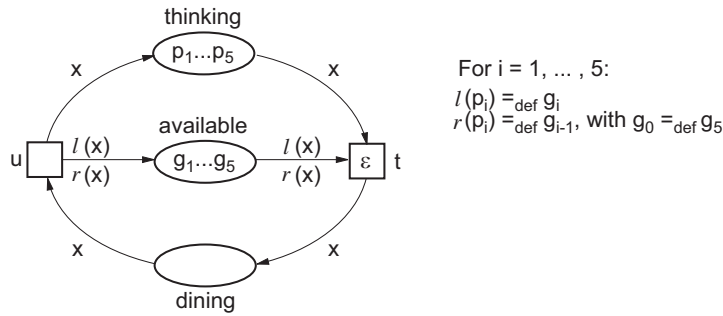 thinking
p1...p5
x
x
For i = 1, ... , 5:
l(pi) =def gi
r(pi) =def gi-1, with g0 =def g5
available
u
l(x)
r(x)
g1...g5
l(x)
r(x)
ε
t
x
x
dining